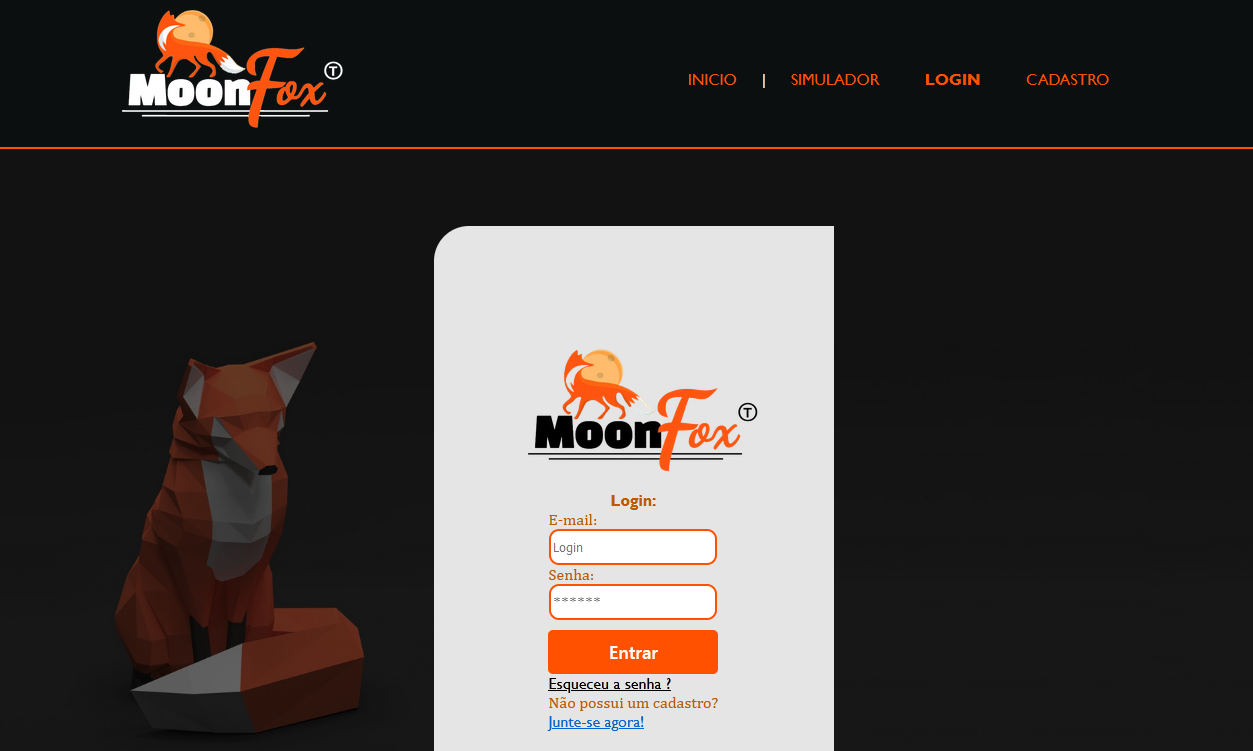 MoonFox T
INICIO | SIMULADOR LOGIN CADASTRO
MoonFox T
Login:
E-mail:
Login
Senha:
******
Entrar
Esqueceu a senha ?
Não possui um cadastro?
Junte-se agora!